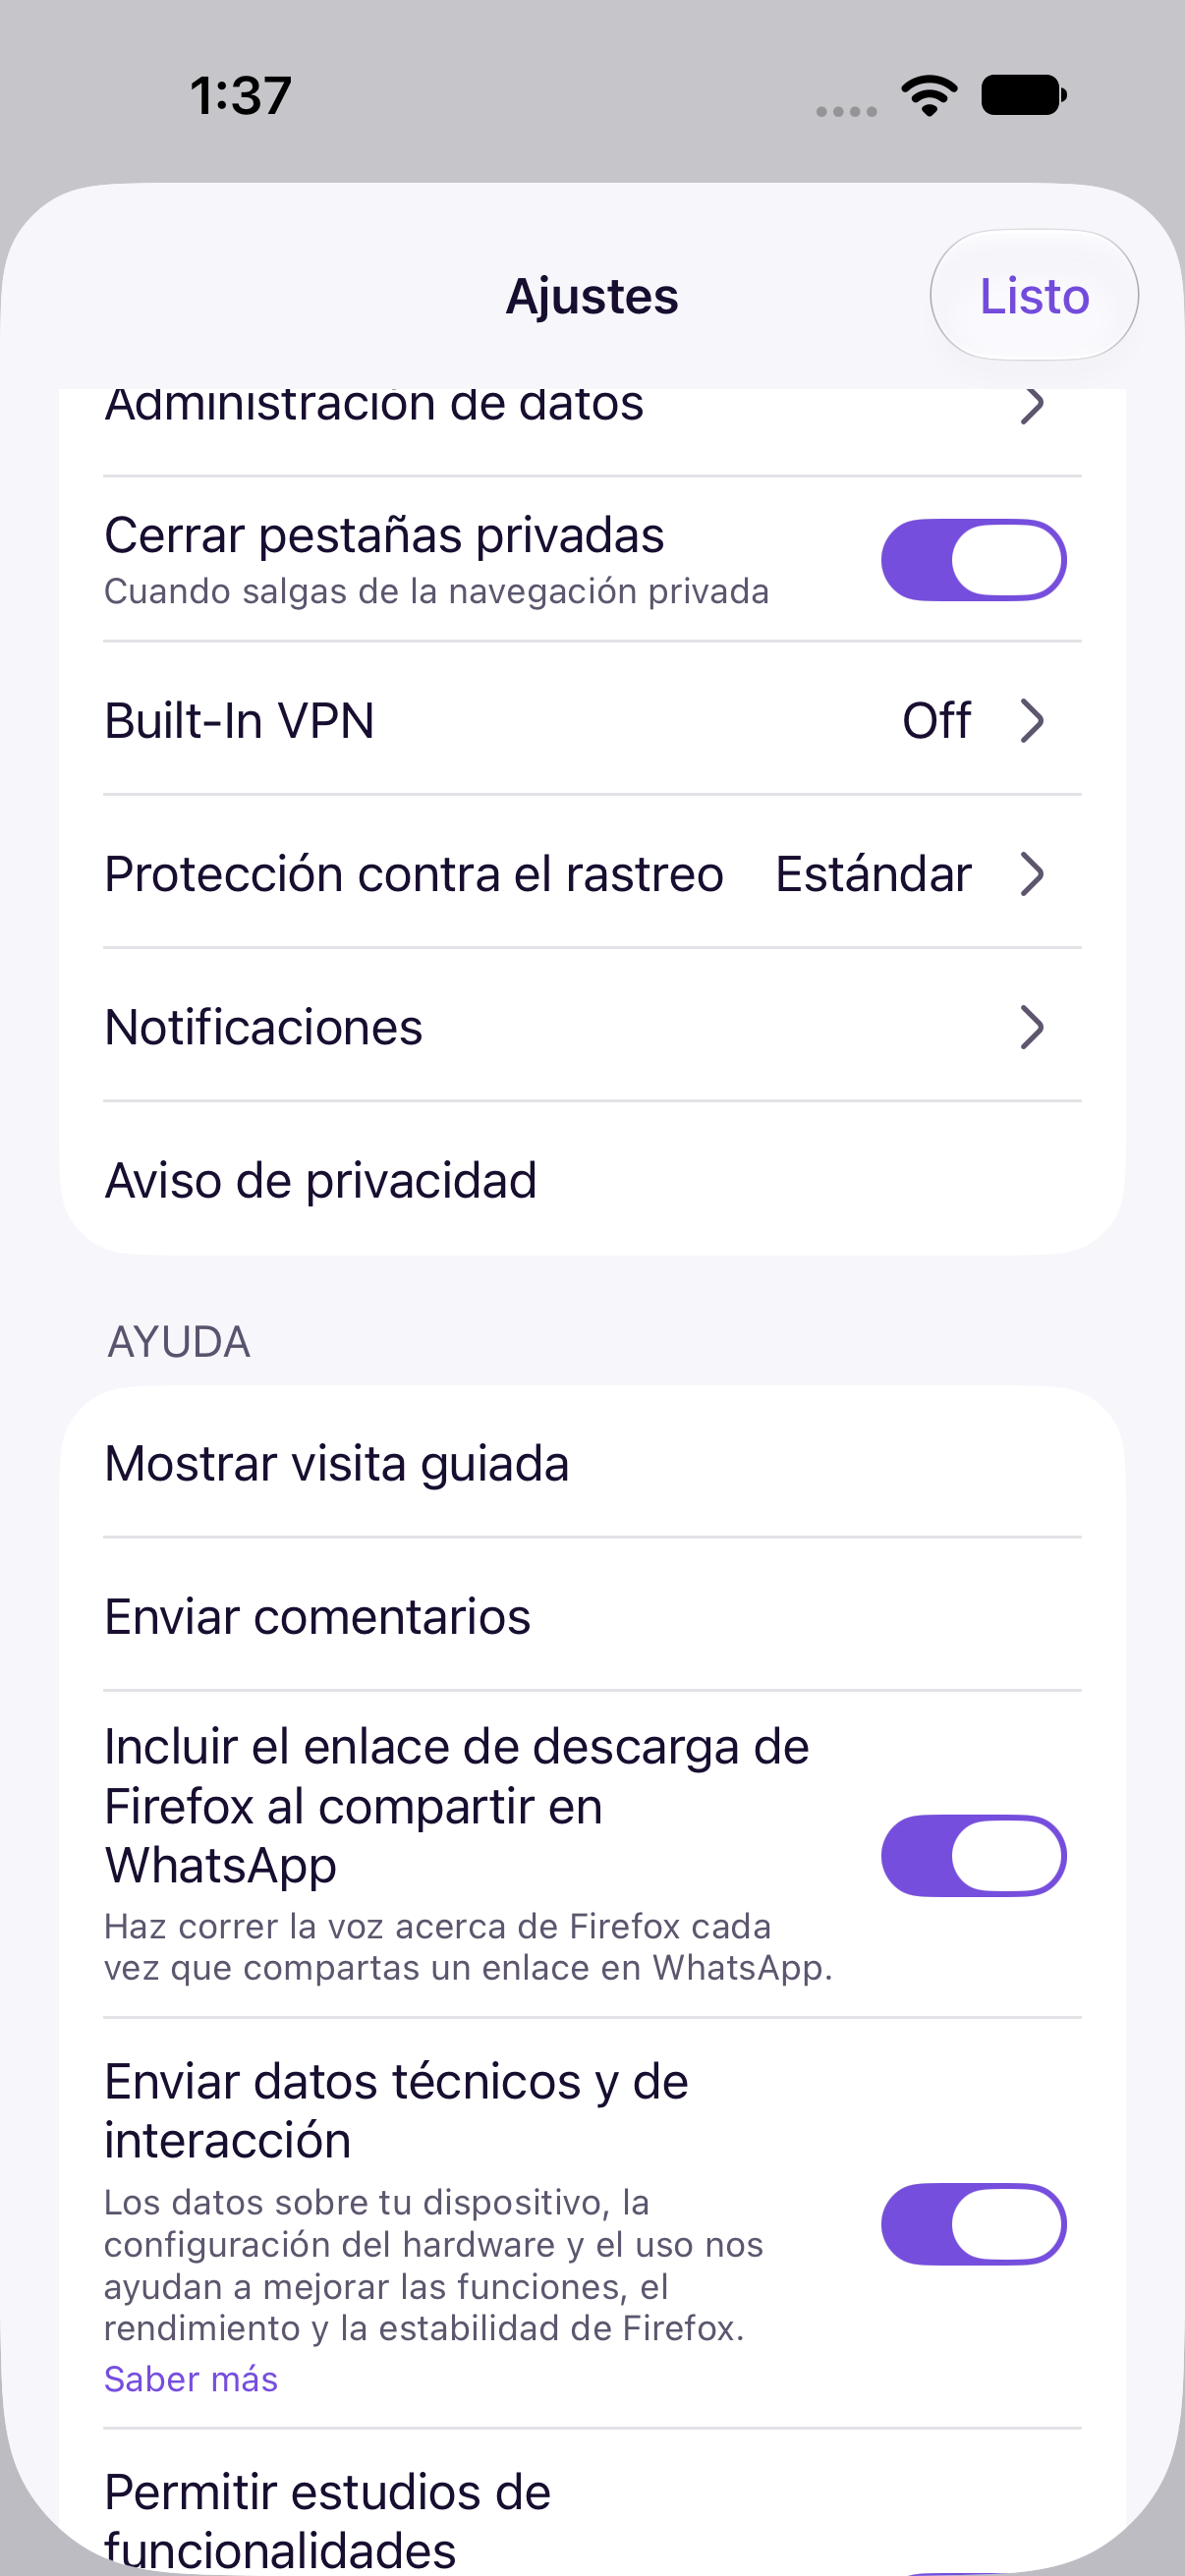 1:37
Ajustes
Listo
Administración de datos
Cerrar pestañas privadas
Cuando salgas de la navegación privada
Built-In VPN
Off
Protección contra el rastreo
Estándar
Notificaciones
Aviso de privacidad
AYUDA
Mostrar visita guiada
Enviar comentarios
Incluir el enlace de descarga de
Firefox al compartir en
WhatsApp
Haz correr la voz acerca de Firefox cada
vez que compartas un enlace en WhatsApp.
Enviar datos técnicos y de
interacción
Los datos sobre tu dispositivo, la
configuración del hardware y el uso nos
ayudan a mejorar las funciones, el
rendimiento y la estabilidad de Firefox.
Saber más
Permitir estudios de
funcionalidades